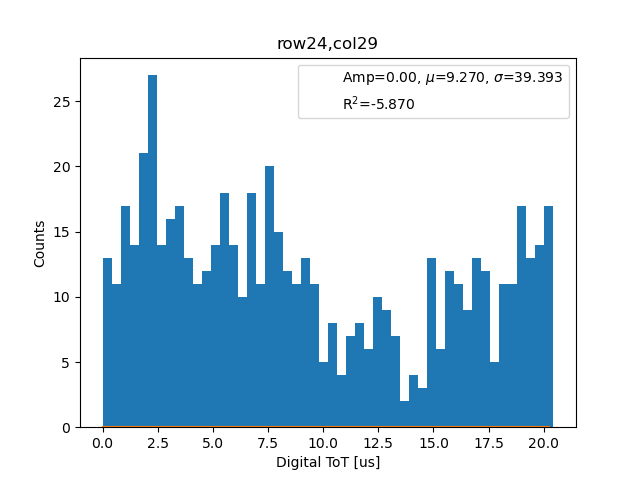 row24,col29
Amp=0.00, μ=9.270, σ=39.393
R²=-5.870
25
20
15
10
5
0
Counts
0.0 2.5 5.0 7.5 10.0 12.5 15.0 17.5 20.0
Digital ToT [us]